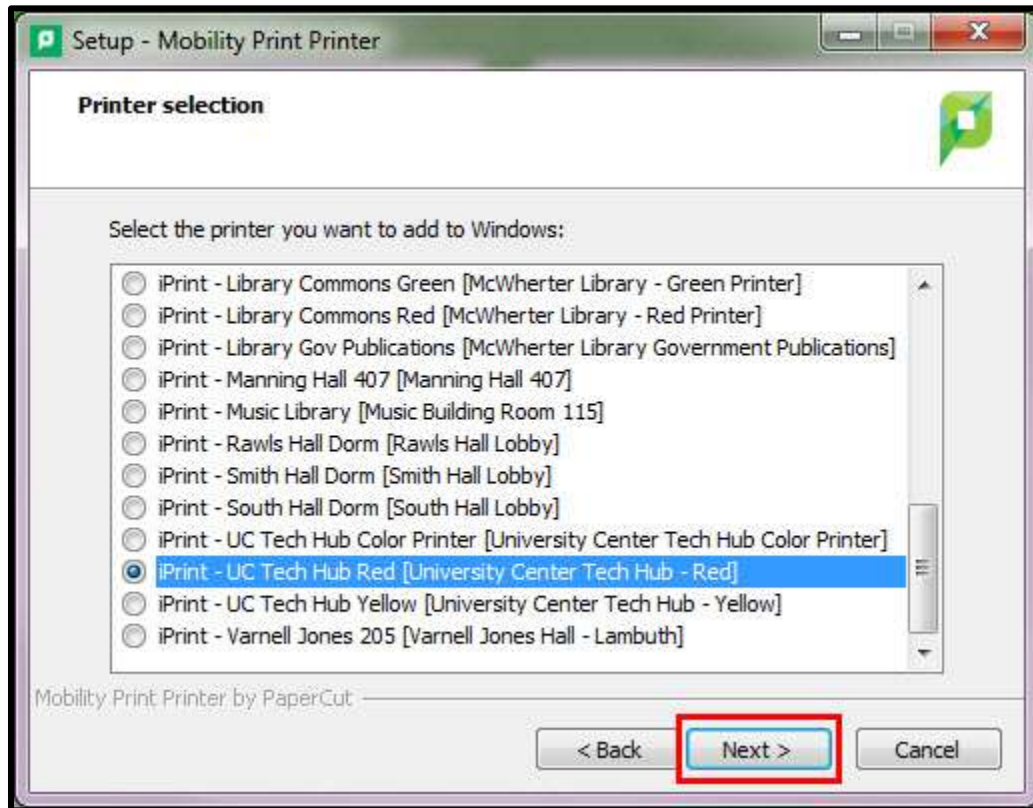 Setup - Mobility Print Printer
Printer selection
Select the printer you want to add to Windows:
iPrint - Library Commons Green [McWherter Library - Green Printer]
iPrint - Library Commons Red [McWherter Library - Red Printer]
iPrint - Library Gov Publications [McWherter Library Government Publications]
iPrint - Manning Hall 407 [Manning Hall 407]
iPrint - Music Library [Music Building Room 115]
iPrint - Rawls Hall Dorm [Rawls Hall Lobby]
iPrint - Smith Hall Dorm [Smith Hall Lobby]
iPrint - South Hall Dorm [South Hall Lobby]
iPrint - UC Tech Hub Color Printer [University Center Tech Hub Color Printer]
iPrint - UC Tech Hub Red [University Center Tech Hub - Red]
iPrint - UC Tech Hub Yellow [University Center Tech Hub - Yellow]
iPrint - Varnell Jones 205 [Varnell Jones Hall - Lambuth]
Mobility Print Printer by PaperCut
< Back Next > Cancel